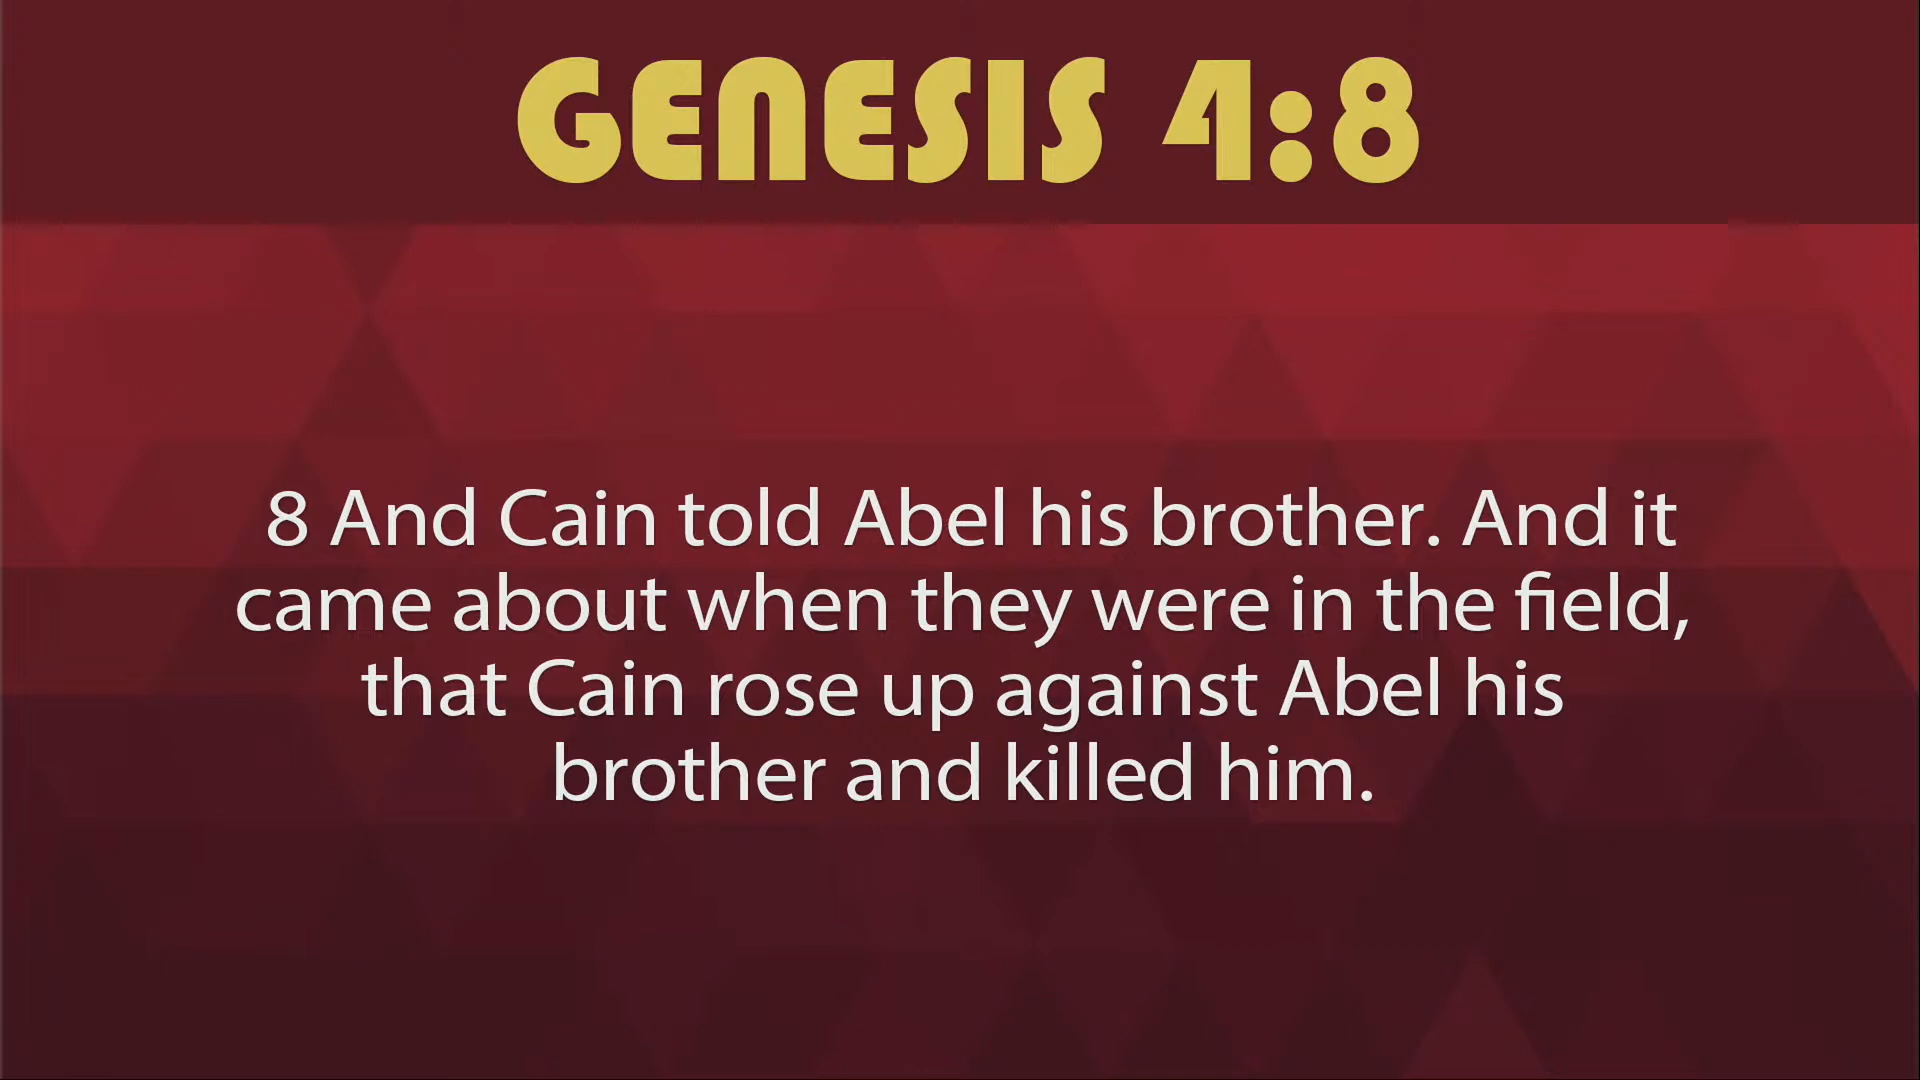 GENESIS 4:8
8 And Cain told Abel his brother. And it
came about when they were in the field,
that Cain rose up against Abel his
brother and killed him.